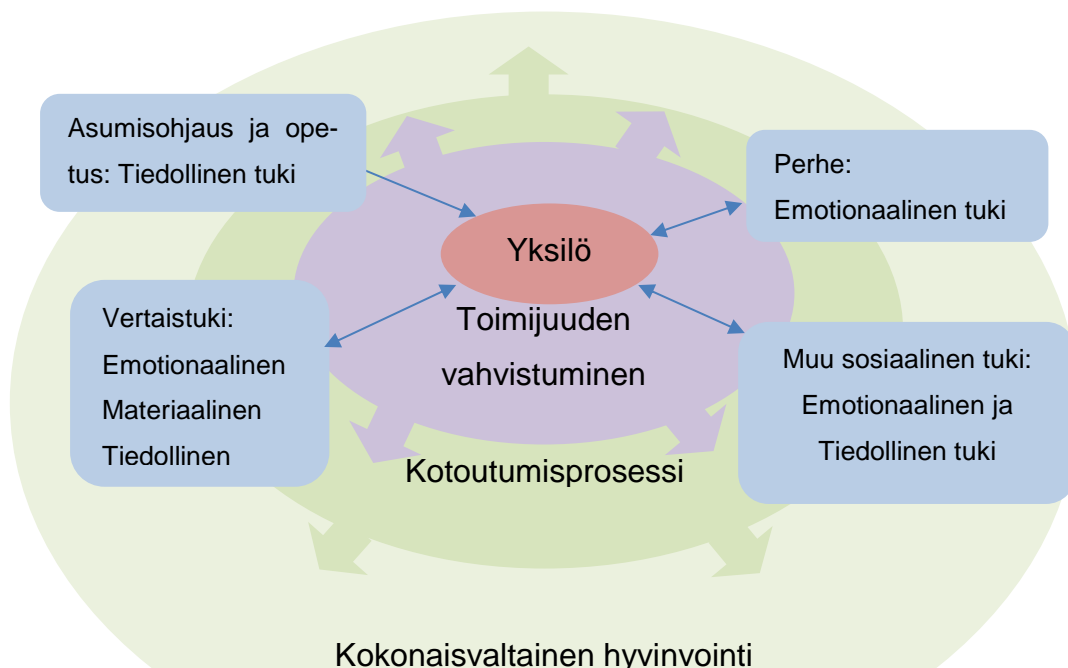 Asumisohjaus ja ope-
tus: Tiedollinen tuki
Perhe:
Emotionaalinen tuki
Yksilö
Toimijuuden
vahvistuminen
Vertaistuki:
Emotionaalinen
Materiaalinen
Tiedollinen
Muu sosiaalinen tuki:
Emotionaalinen ja
Tiedollinen tuki
Kotoutumisprosessi
Kokonaisvaltainen hyvinvointi